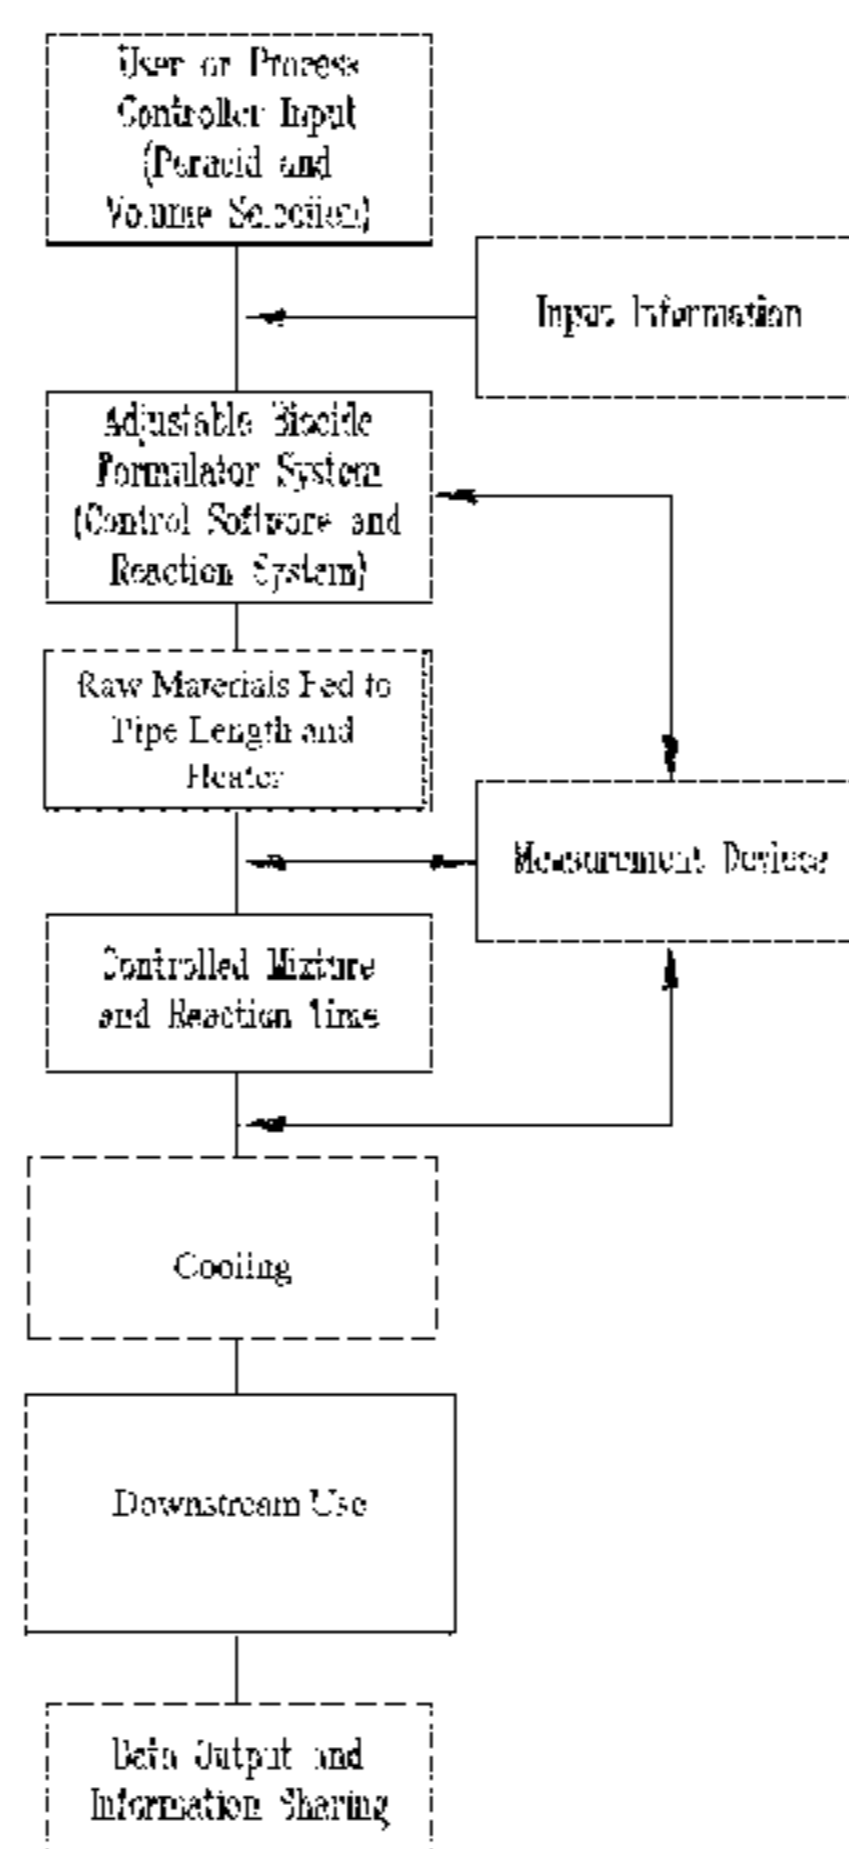 User or Process
Controller Input
(Peracid and
Volume Selection)
Input Information
Adjustable Biocide
Formulator System
(Control Software and
Reaction System)
Raw Materials Fed to
Pipe Length and
Heater
Measurement Devices
Controlled Mixture
and Reaction Time
Cooling
Downstream Use
Data Output and
Information Sharing